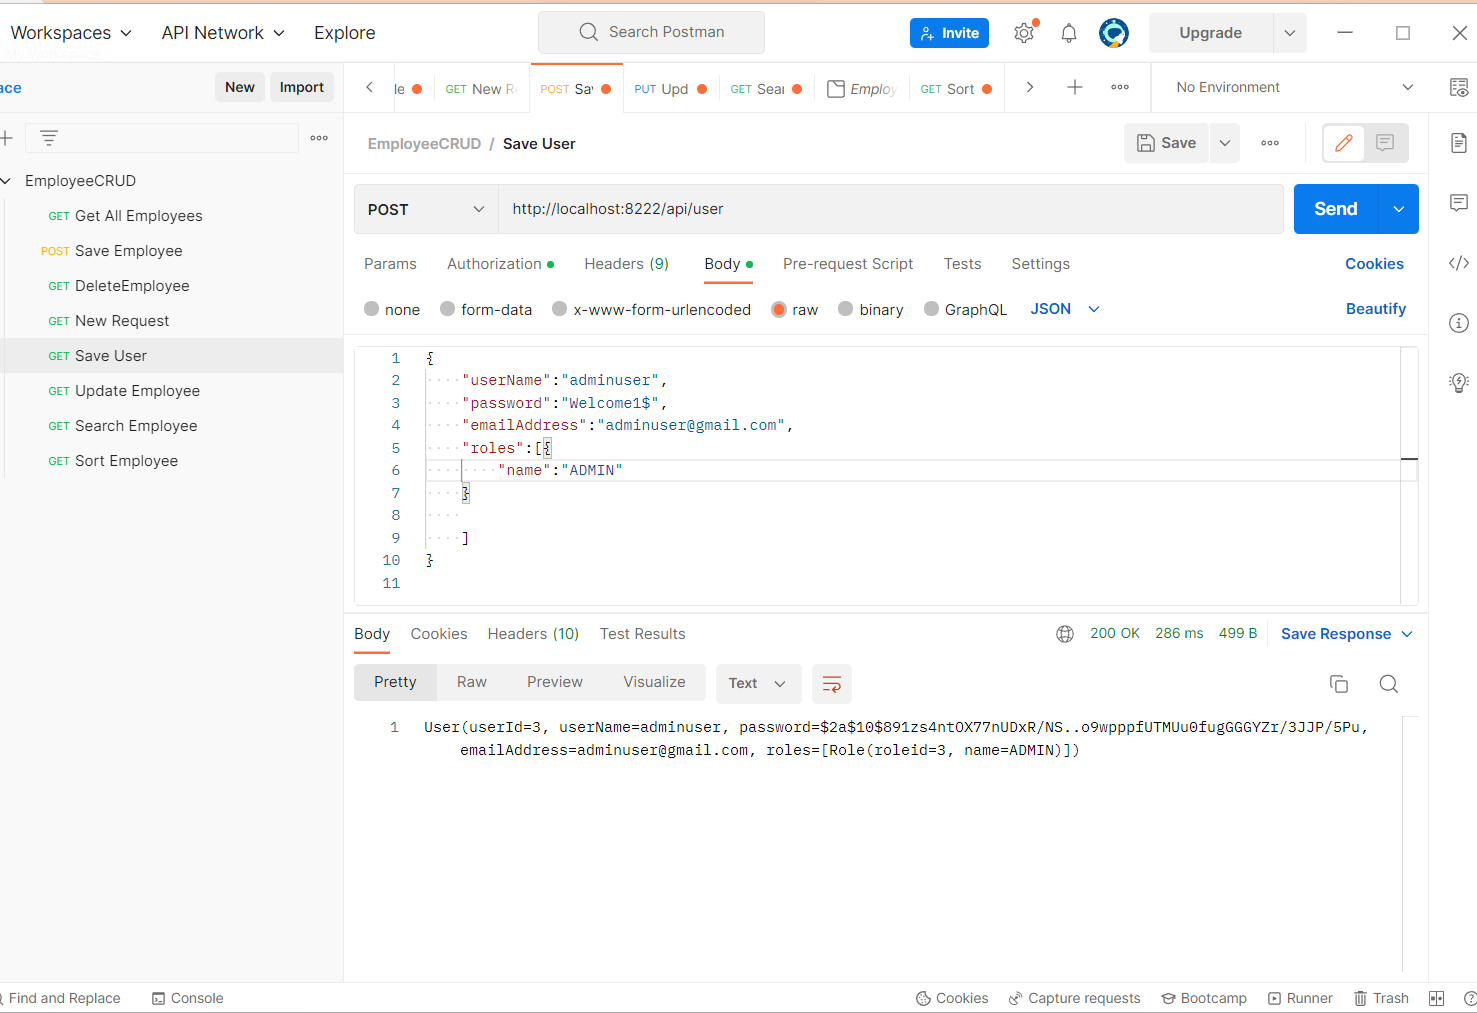 Workspaces API Network Explore Search Postman Invite Upgrade
ace New Import le GET New R POST Sav PUT Upd GET Sear Employ GET Sort No Environment
EmployeeCRUD / Save User Save
EmployeeCRUD
GET Get All Employees
POST Save Employee
GET DeleteEmployee
GET New Request
GET Save User
GET Update Employee
GET Search Employee
GET Sort Employee
POST http://localhost:8222/api/user Send
Params Authorization Headers (9) Body Pre-request Script Tests Settings Cookies
none form-data x-www-form-urlencoded raw binary GraphQL JSON Beautify
1 {
2 "userName":"adminuser",
3 "password":"Welcome1$",
4 "emailAddress":"adminuser@gmail.com",
5 "roles":[{
6 "name":"ADMIN"
7 }
8
9 ]
10 }
11
Body Cookies Headers (10) Test Results 200 OK 286 ms 499 B Save Response
Pretty Raw Preview Visualize Text
1 User(userId=3, userName=adminuser, password=$2a$10$891zs4ntOX77nUDxR/NS..o9wpppfUTMUu0fugGGGYZr/3JJP/5Pu,
emailAddress=adminuser@gmail.com, roles=[Role(roleid=3, name=ADMIN)])
Find and Replace Console Cookies Capture requests Bootcamp Runner Trash